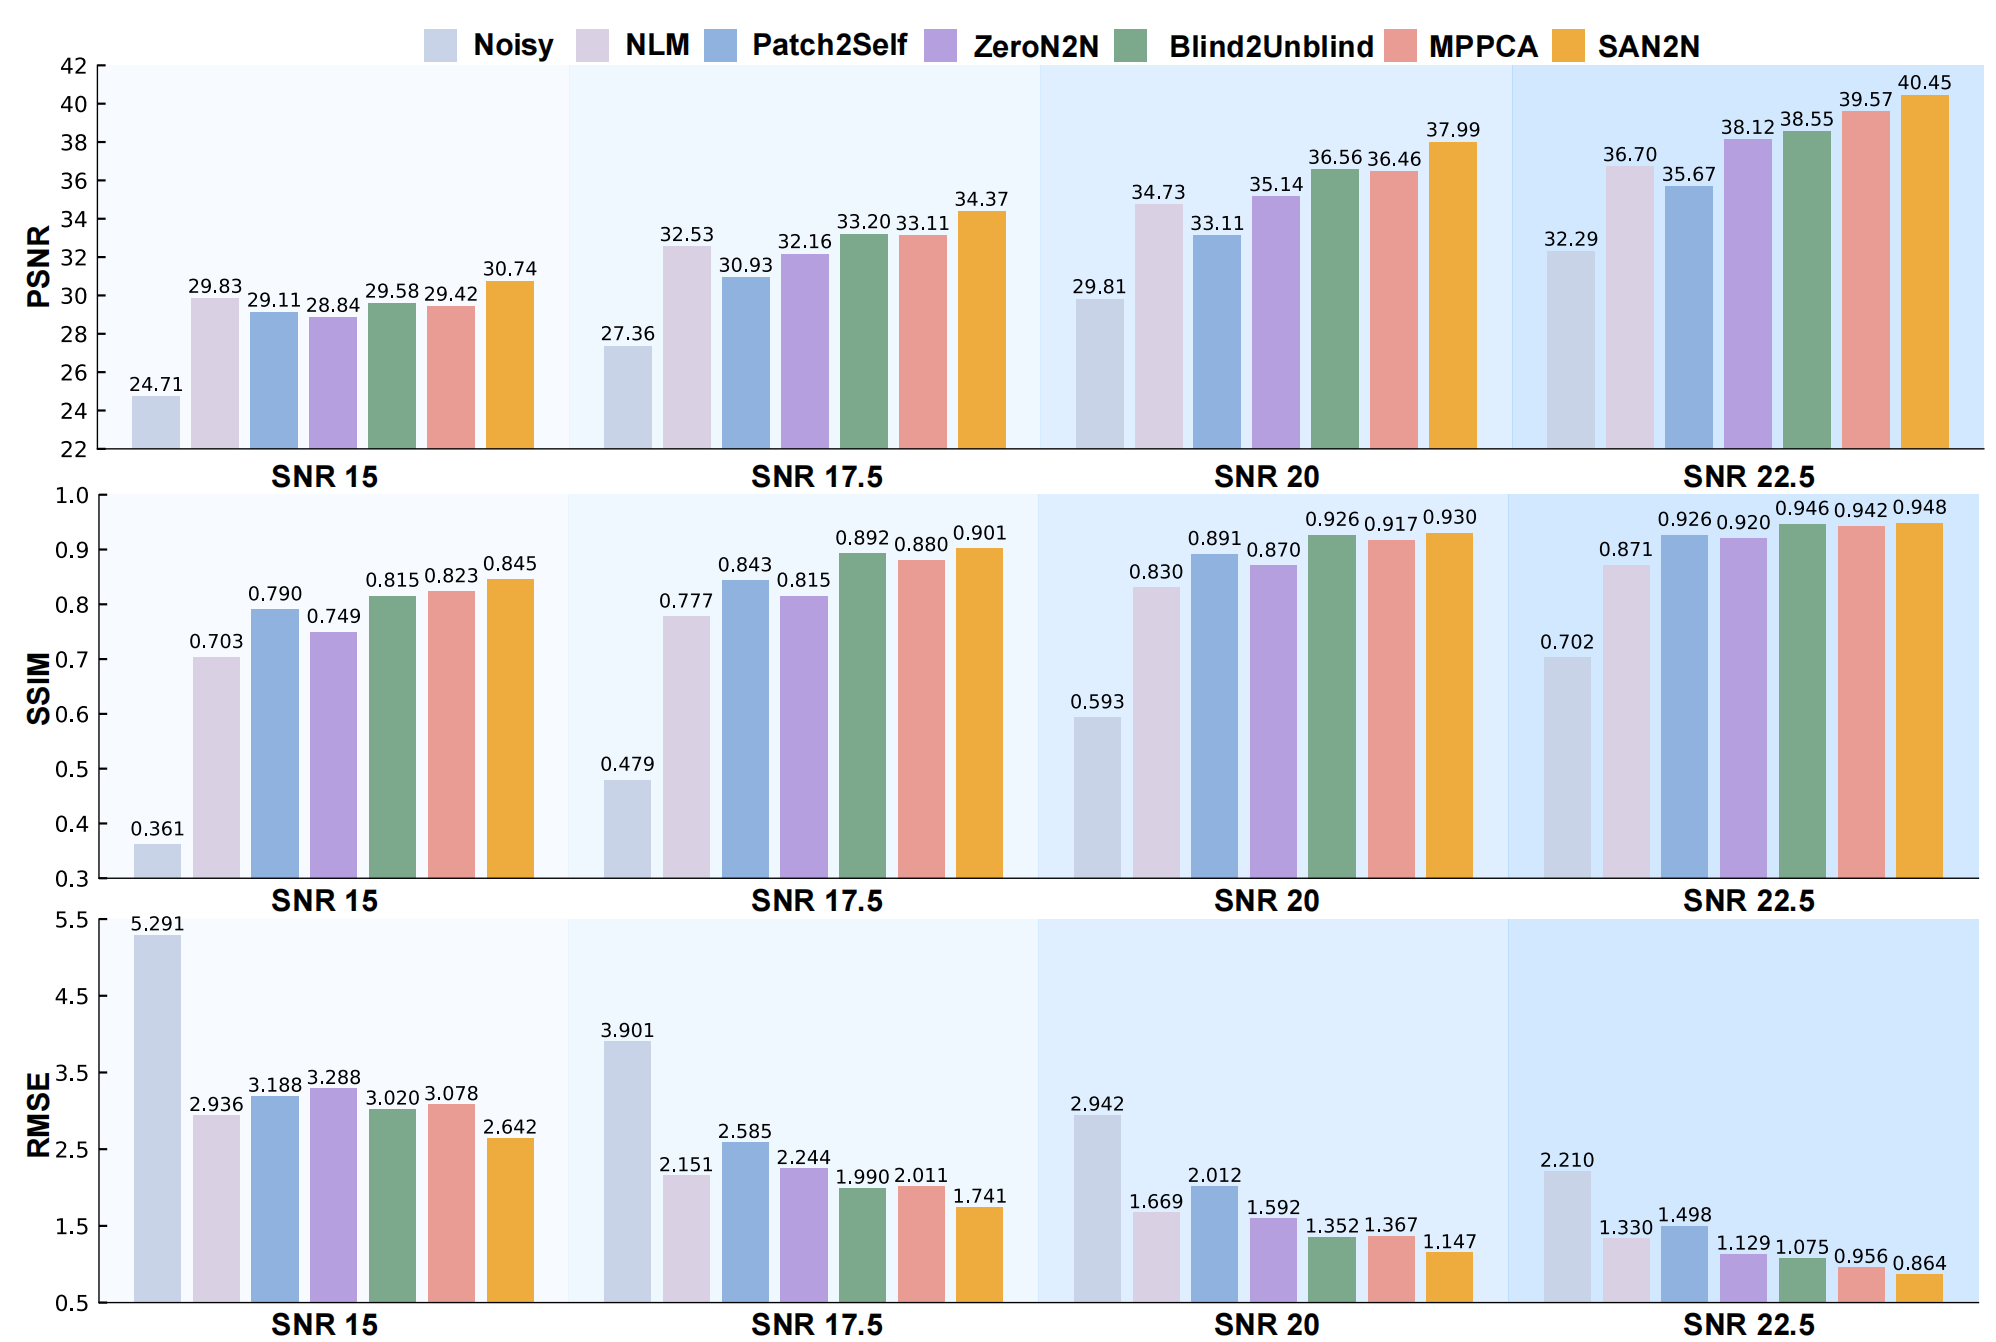 Noisy NLM Patch2Self ZeroN2N Blind2Unblind MPPCA SAN2N
PSNR
42
40
38
36
34
32
30
28
26
24
22
24.71 29.83 29.11 28.84 29.58 29.42 30.74
27.36 32.53 30.93 32.16 33.20 33.11 34.37
29.81 34.73 33.11 35.14 36.56 36.46 37.99
32.29 36.70 35.67 38.12 38.55 39.57 40.45
SNR 15 SNR 17.5 SNR 20 SNR 22.5
SSIM
1.0
0.9
0.8
0.7
0.6
0.5
0.4
0.3
0.361 0.703 0.790 0.749 0.815 0.823 0.845
0.479 0.777 0.843 0.815 0.892 0.880 0.901
0.593 0.830 0.891 0.870 0.926 0.917 0.930
0.702 0.871 0.926 0.920 0.946 0.942 0.948
SNR 15 SNR 17.5 SNR 20 SNR 22.5
RMSE
5.5
4.5
3.5
2.5
1.5
0.5
5.291 2.936 3.188 3.288 3.020 3.078 2.642
3.901 2.151 2.585 2.244 1.990 2.011 1.741
2.942 1.669 2.012 1.592 1.352 1.367 1.147
2.210 1.330 1.498 1.129 1.075 0.956 0.864
SNR 15 SNR 17.5 SNR 20 SNR 22.5